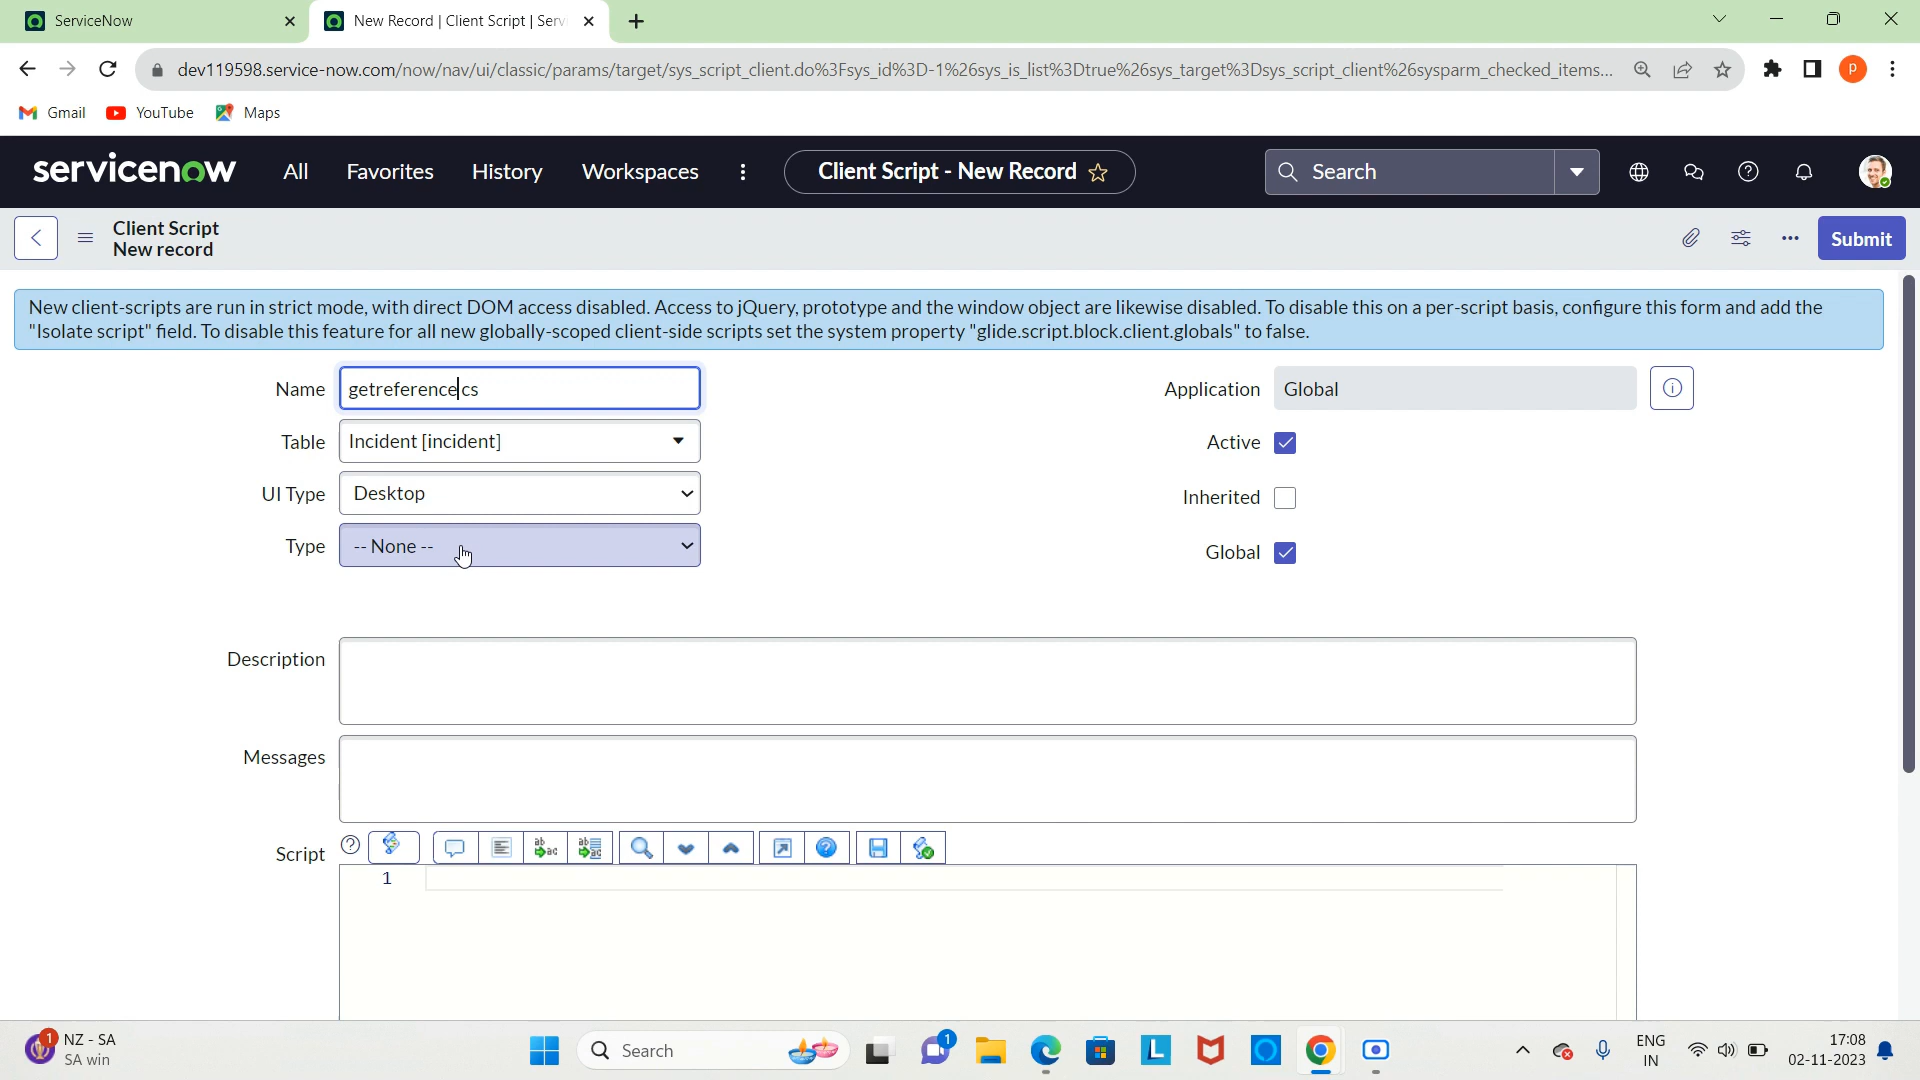 ServiceNow
New Record | Client Script | Serv
dev119598.service-now.com/now/nav/ui/classic/params/target/sys_script_client.do%3Fsys_id%3D-1%26sys_is_list%3Dtrue%26sys_target%3Dsys_script_client%26sysparm_checked_items...
P
Gmail YouTube Maps
servicenow All Favorites History Workspaces Client Script - New Record Search
Client Script
New record
Submit
New client-scripts are run in strict mode, with direct DOM access disabled. Access to jQuery, prototype and the window object are likewise disabled. To disable this on a per-script basis, configure this form and add the
"Isolate script" field. To disable this feature for all new globally-scoped client-side scripts set the system property "glide.script.block.client.globals" to false.
Name getreferencecs
Application Global
Table Incident [incident]
Active
UI Type Desktop
Inherited
Type -- None --
Global
Description
Messages
Script
1
1 NZ - SA
SA win
Search
1
ENG
IN
17:08
02-11-2023